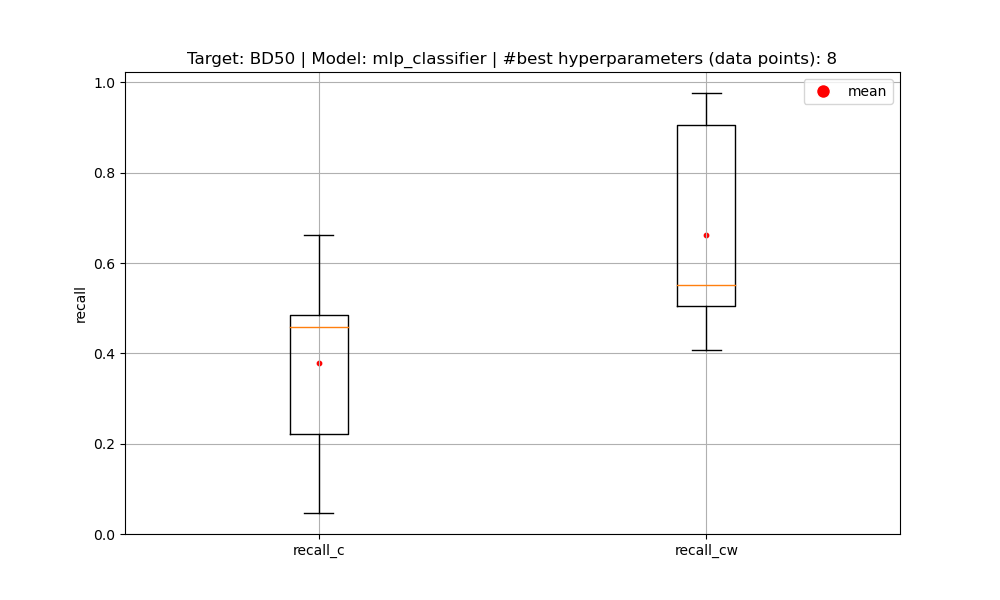 Target: BD50 | Model: mlp_classifier | #best hyperparameters (data points): 8
1.0
mean
0.8
0.6
recall
0.4
0.2
0.0
recall_c
recall_cw